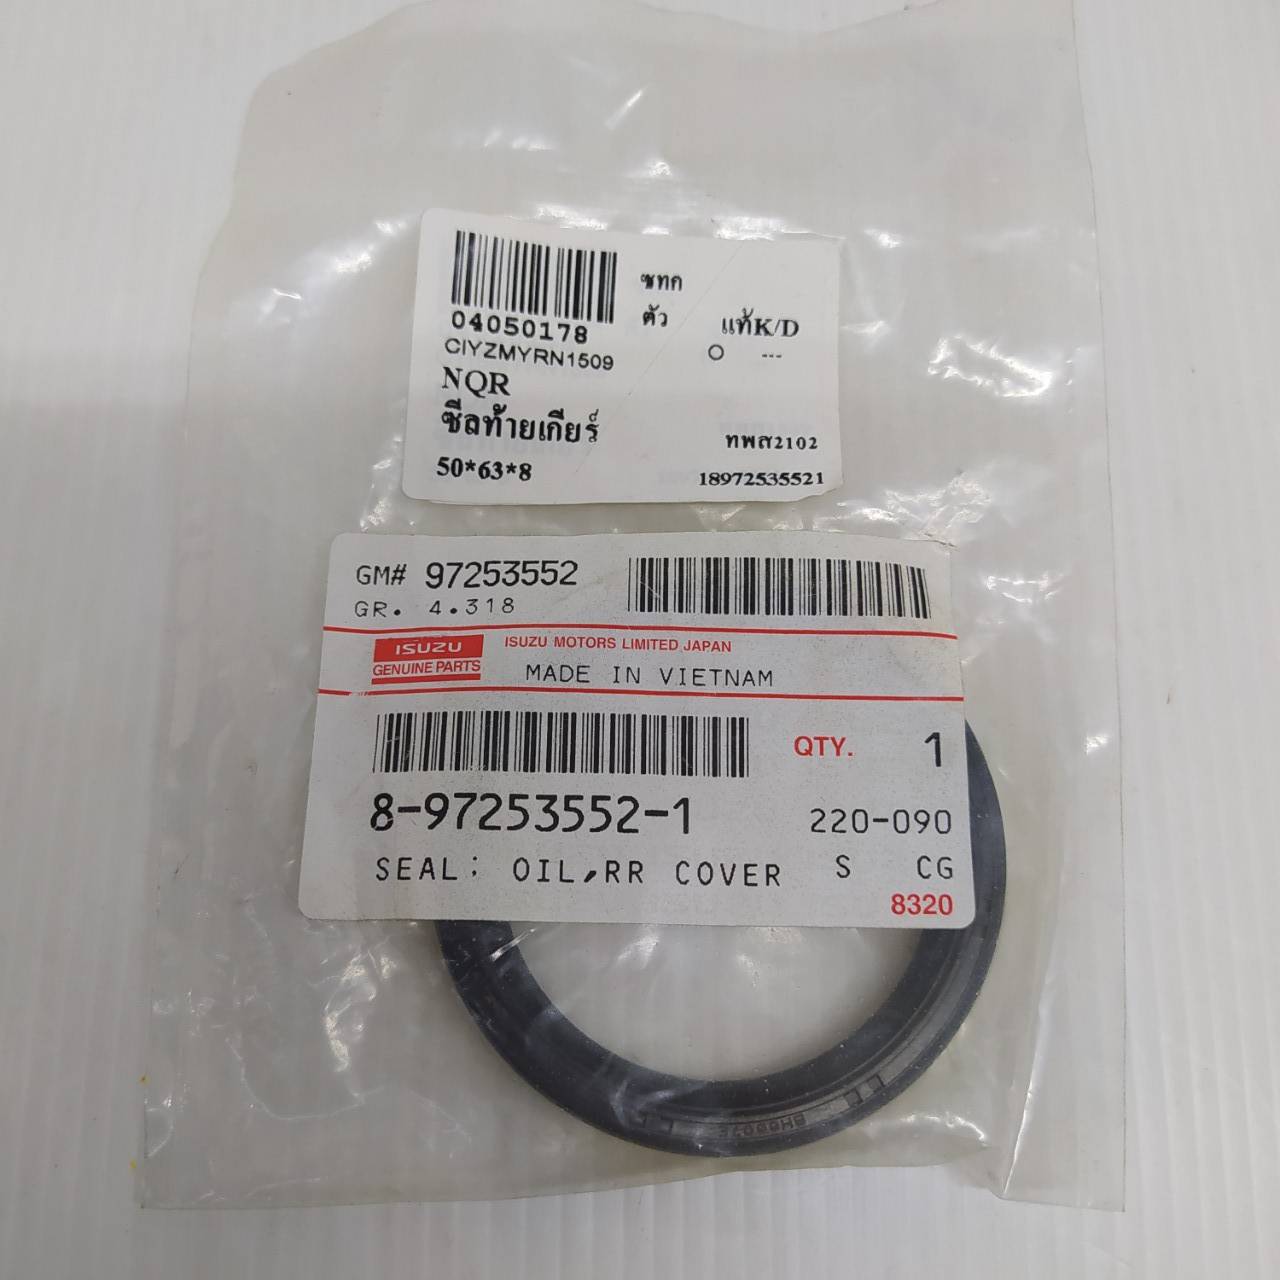 ซทก
04050178
ตัว แท้K/D
CIYZMYRN1509 O ---
NQR
ซีลท้ายเกียร์ ทพส2102
50*63*8 18972535521
GM# 97253552
GR. 4.318
ISUZU ISUZU MOTORS LIMITED JAPAN
GENUINE PARTS MADE IN VIETNAM
QTY. 1
8-97253552-1 220-090
SEAL; OIL,RR COVER S CG
8320